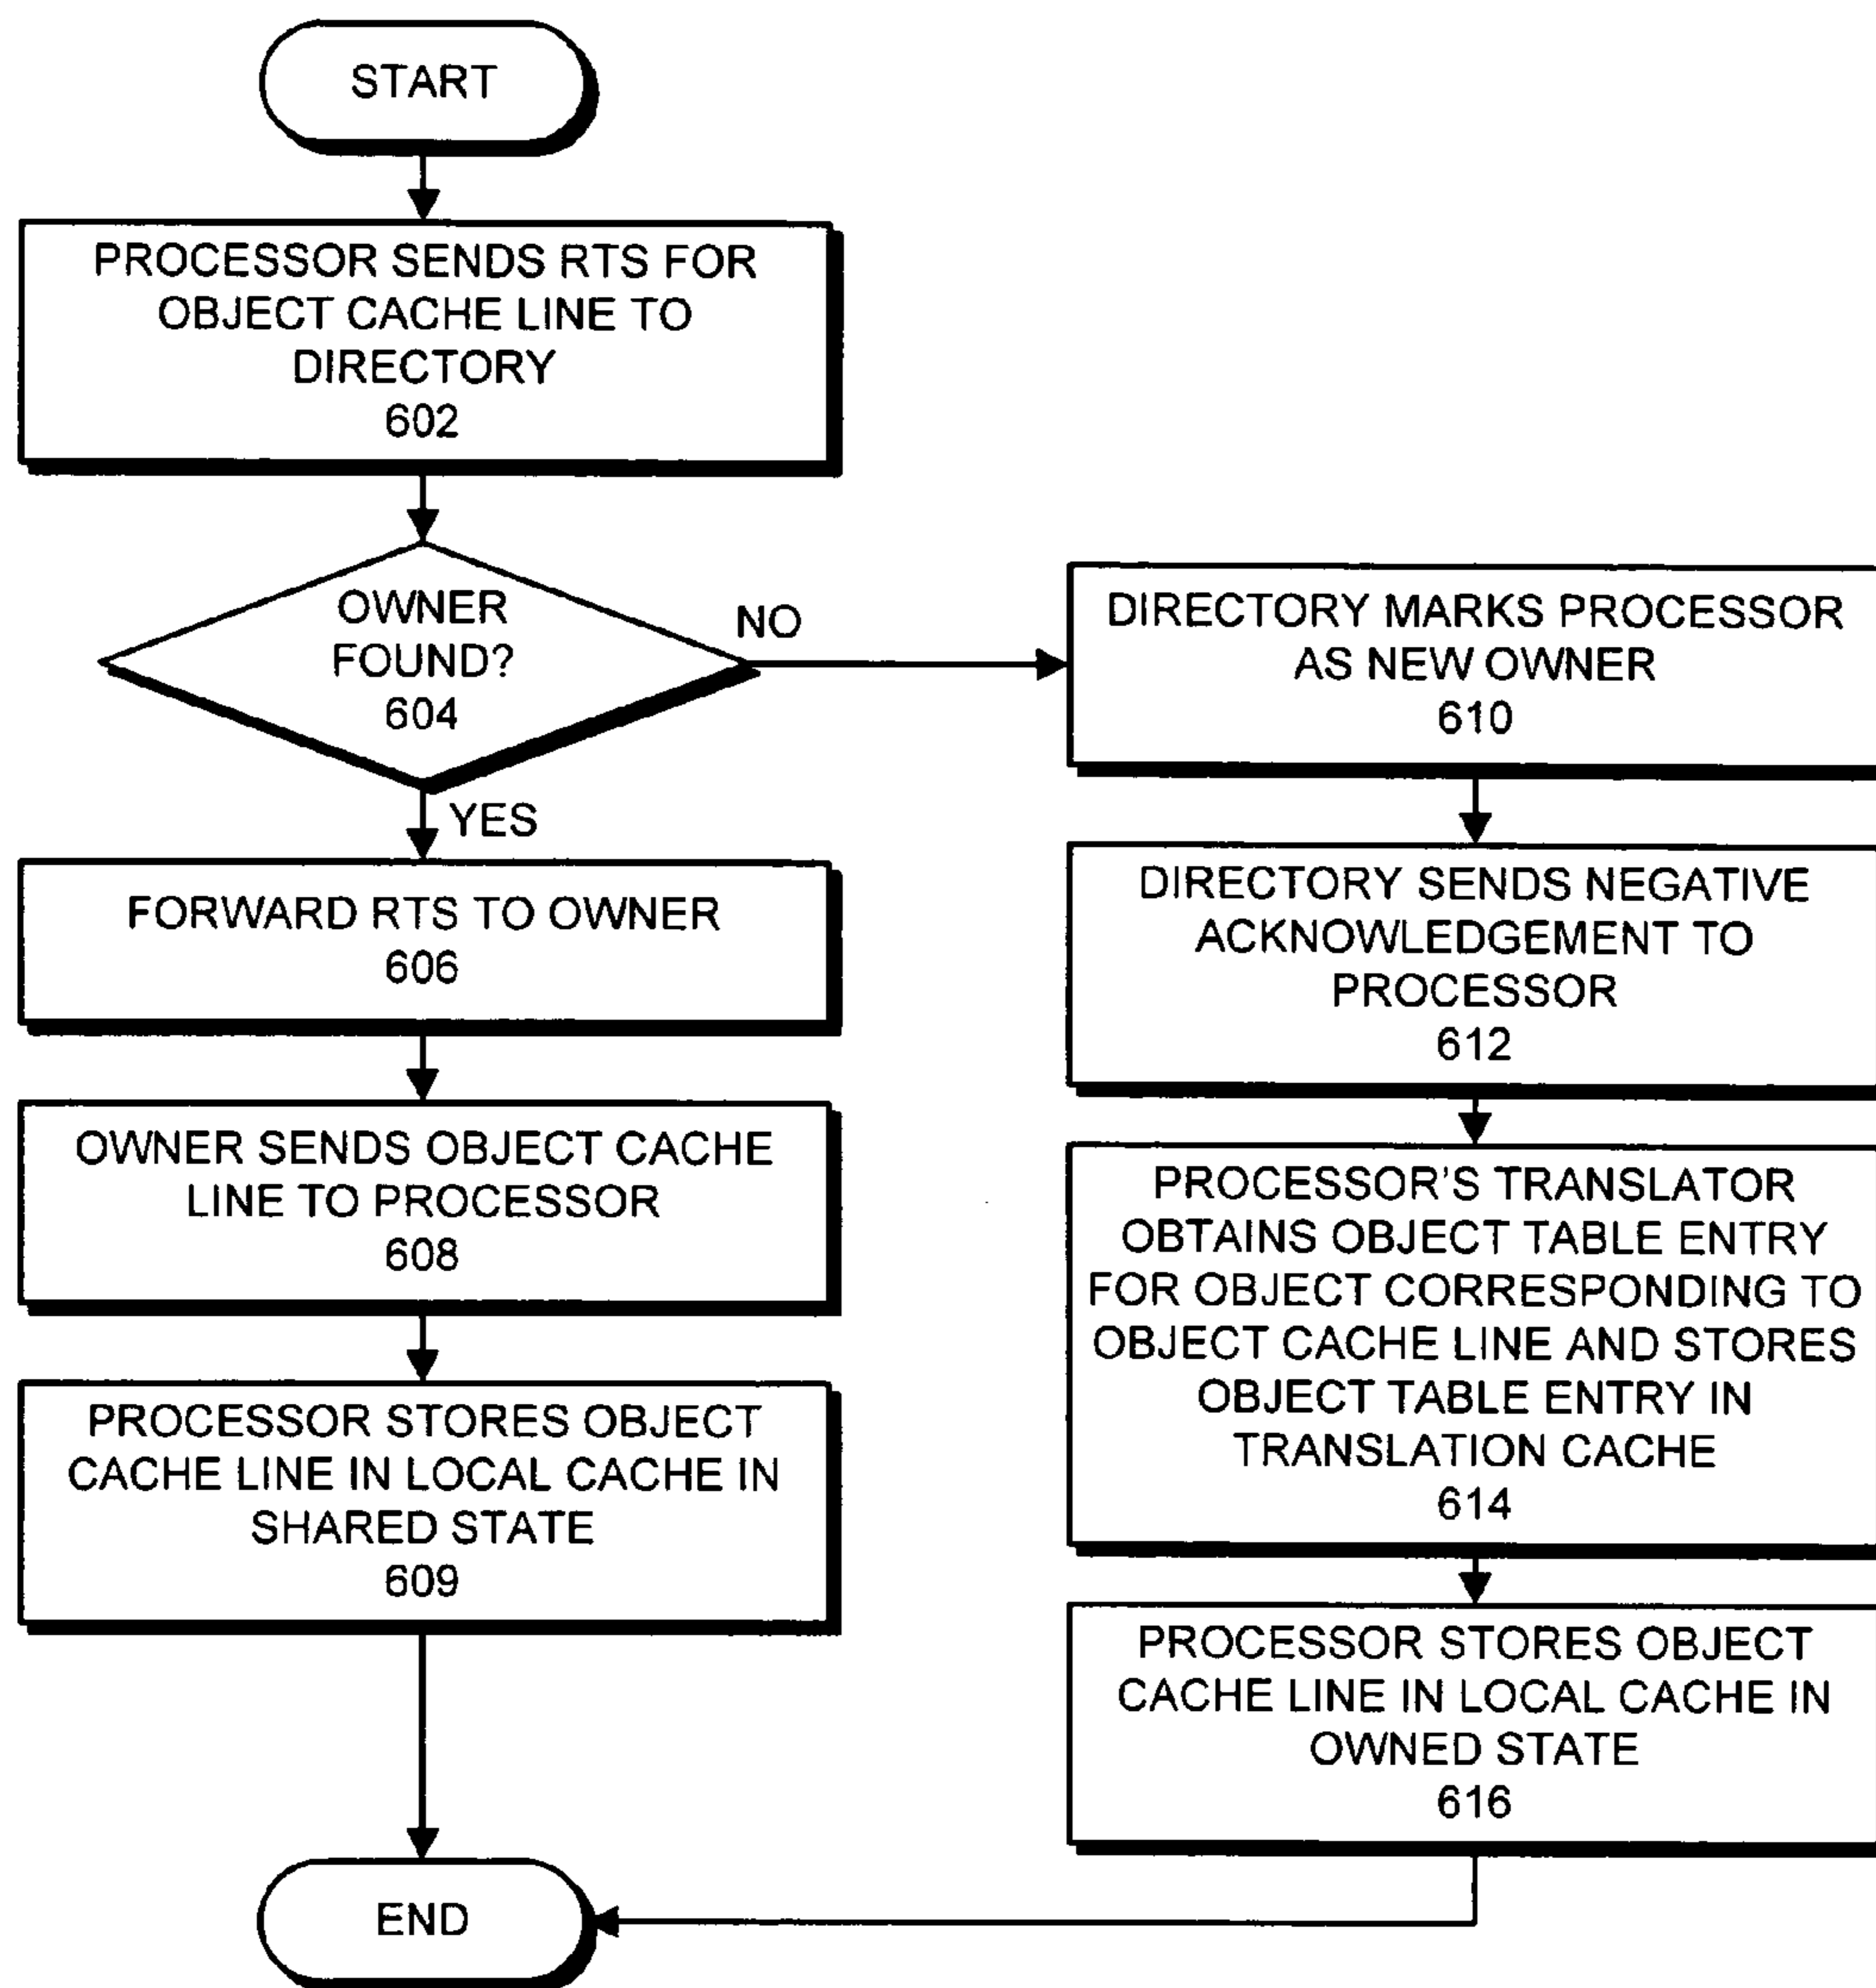 START
PROCESSOR SENDS RTS FOR
OBJECT CACHE LINE TO
DIRECTORY
602
OWNER
FOUND?
604
NO
YES
FORWARD RTS TO OWNER
606
OWNER SENDS OBJECT CACHE
LINE TO PROCESSOR
608
PROCESSOR STORES OBJECT
CACHE LINE IN LOCAL CACHE IN
SHARED STATE
609
DIRECTORY MARKS PROCESSOR
AS NEW OWNER
610
DIRECTORY SENDS NEGATIVE
ACKNOWLEDGEMENT TO
PROCESSOR
612
PROCESSOR'S TRANSLATOR
OBTAINS OBJECT TABLE ENTRY
FOR OBJECT CORRESPONDING TO
OBJECT CACHE LINE AND STORES
OBJECT TABLE ENTRY IN
TRANSLATION CACHE
614
PROCESSOR STORES OBJECT
CACHE LINE IN LOCAL CACHE IN
OWNED STATE
616
END